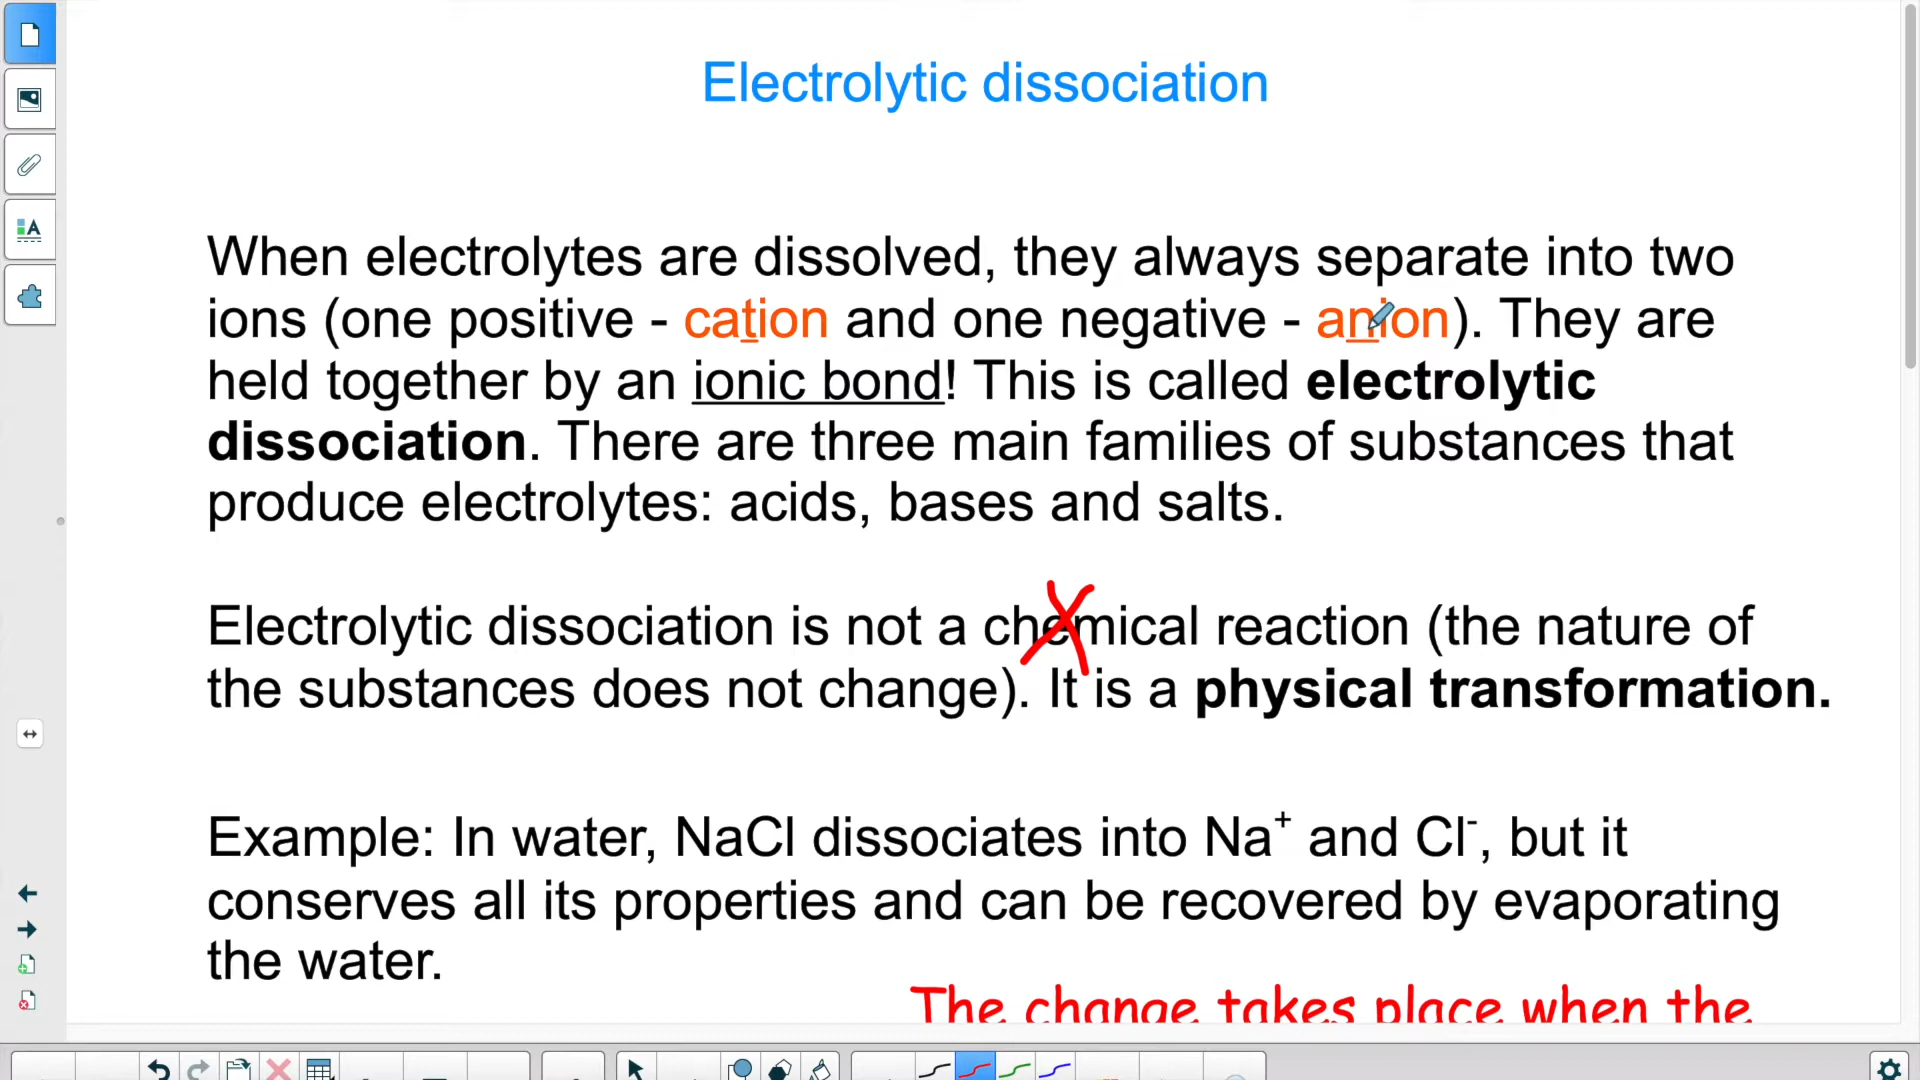 Electrolytic dissociation
When electrolytes are dissolved, they always separate into two
ions (one positive - cation and one negative - anion). They are
held together by an ionic bond! This is called electrolytic
dissociation. There are three main families of substances that
produce electrolytes: acids, bases and salts.
Electrolytic dissociation is not a chemical reaction (the nature of
the substances does not change). It is a physical transformation.
Example: In water, NaCl dissociates into Na⁺ and Cl⁻, but it
conserves all its properties and can be recovered by evaporating
the water.
The change takes place when the